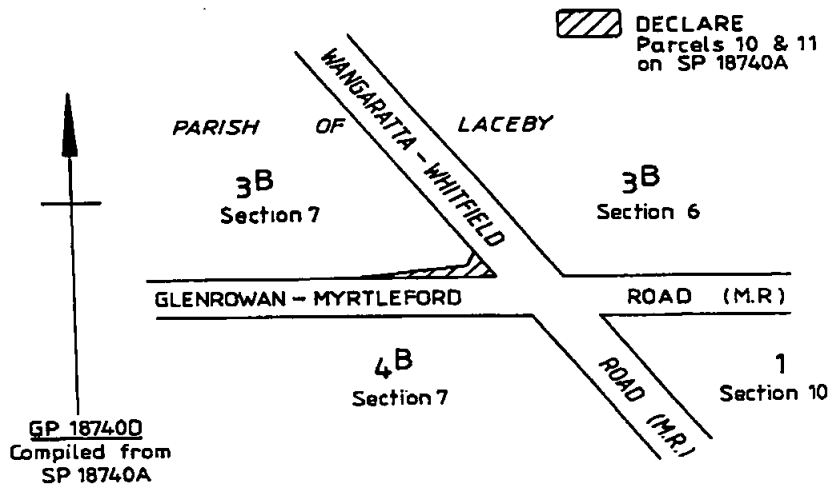 DECLARE
Parcels 10 & 11
on SP 18740A
WANGARATTA - WHITFIELD
PARISH OF LACEBY
3B
Section 7
3B
Section 6
GLENROWAN - MYRTLEFORD ROAD (M.R)
4B
Section 7
ROAD (M.R.)
1
Section 10
GP 18740D
Compiled from
SP 18740A